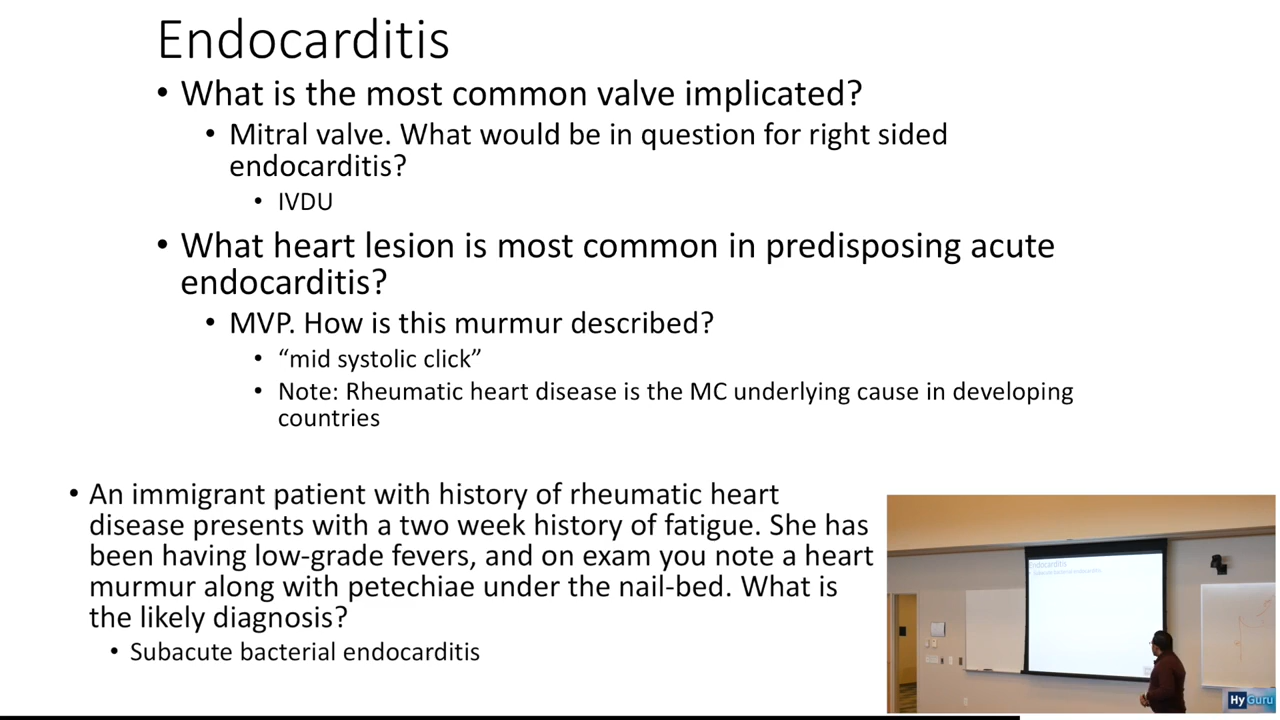 Endocarditis
• What is the most common valve implicated?
• Mitral valve. What would be in question for right sided
endocarditis?
• IVDU
• What heart lesion is most common in predisposing acute
endocarditis?
• MVP. How is this murmur described?
• “mid systolic click”
• Note: Rheumatic heart disease is the MC underlying cause in developing
countries
• An immigrant patient with history of rheumatic heart
disease presents with a two week history of fatigue. She has
been having low-grade fevers, and on exam you note a heart
murmur along with petechiae under the nail-bed. What is
the likely diagnosis?
• Subacute bacterial endocarditis
Endocarditis
HyGuru